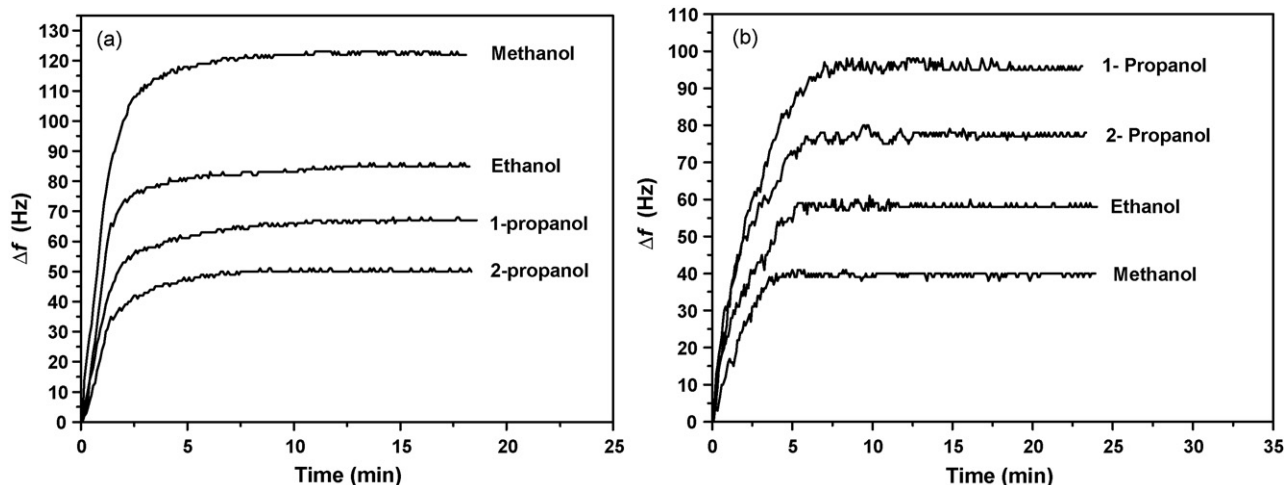 (a)
130
120
110
100
90
80
70
60
50
40
30
20
10
0
Δf (Hz)
Methanol
Ethanol
1-propanol
2-propanol
0 5 10 15 20 25
Time (min)
(b)
110
100
90
80
70
60
50
40
30
20
10
0
Δf (Hz)
1- Propanol
2- Propanol
Ethanol
Methanol
0 5 10 15 20 25 30 35
Time (min)